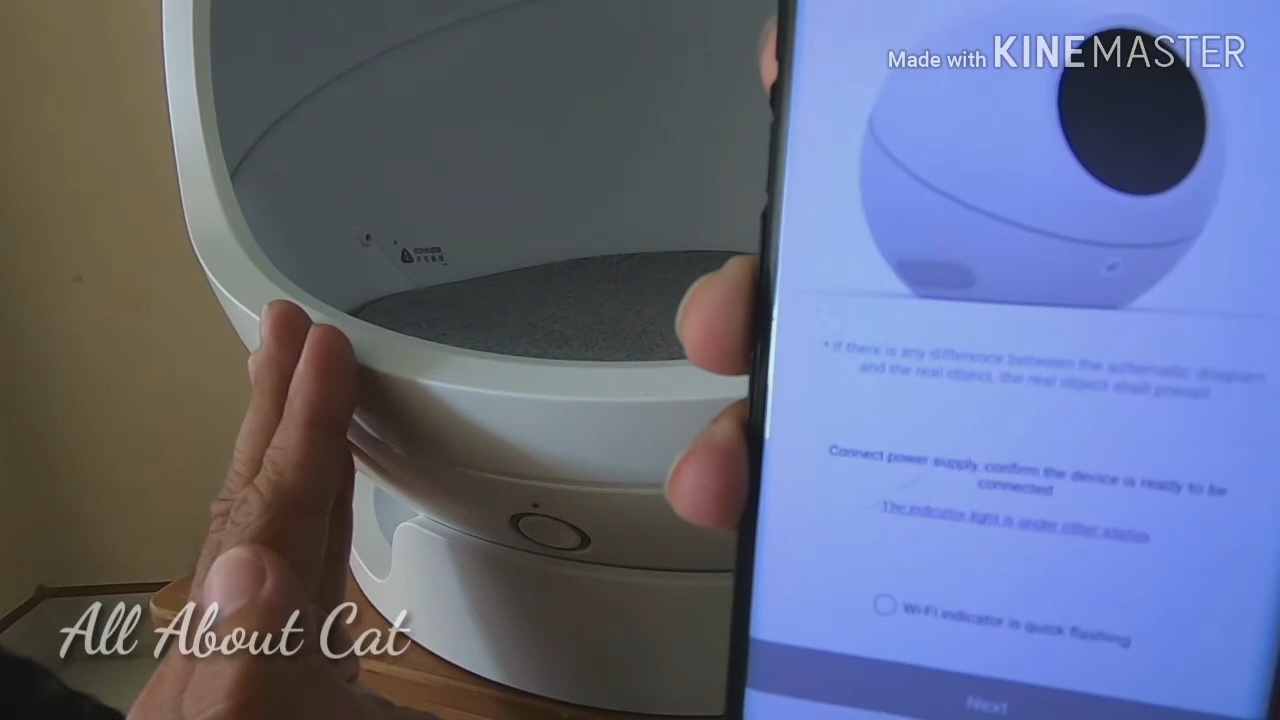 Made with KINEMASTER
* If there is any difference between the schematic diagram
and the real object, the real object shall prevail
Connect power supply, confirm the device is ready to be
connected
The indicator light is under other status
Wi-Fi indicator is quick flashing
Next
All About Cat